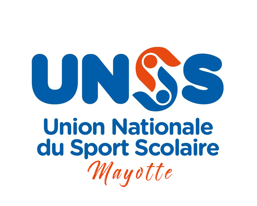 UNSS
Union Nationale
du Sport Scolaire
Mayotte